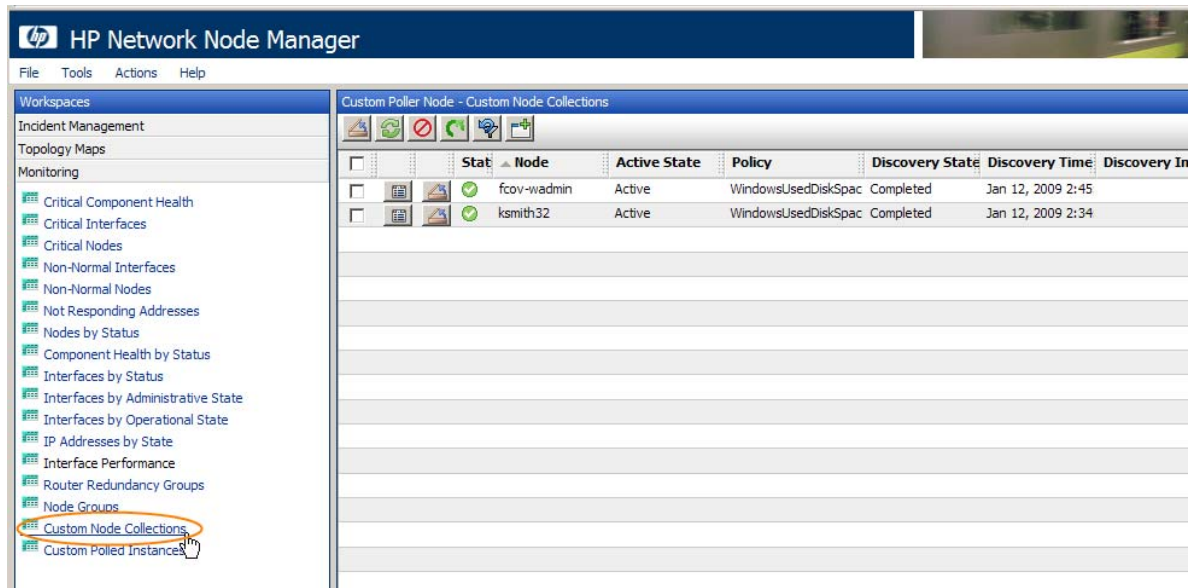 hp HP Network Node Manager
File Tools Actions Help
Workspaces
Incident Management
Topology Maps
Monitoring
Critical Component Health
Critical Interfaces
Critical Nodes
Non-Normal Interfaces
Non-Normal Nodes
Not Responding Addresses
Nodes by Status
Component Health by Status
Interfaces by Status
Interfaces by Administrative State
Interfaces by Operational State
IP Addresses by State
Interface Performance
Router Redundancy Groups
Node Groups
Custom Node Collections
Custom Polled Instances
Custom Poller Node - Custom Node Collections
Stat Node Active State Policy Discovery State Discovery Time Discovery In
fcov-wadmin Active WindowsUsedDiskSpac Completed Jan 12, 2009 2:45
ksmith32 Active WindowsUsedDiskSpac Completed Jan 12, 2009 2:34